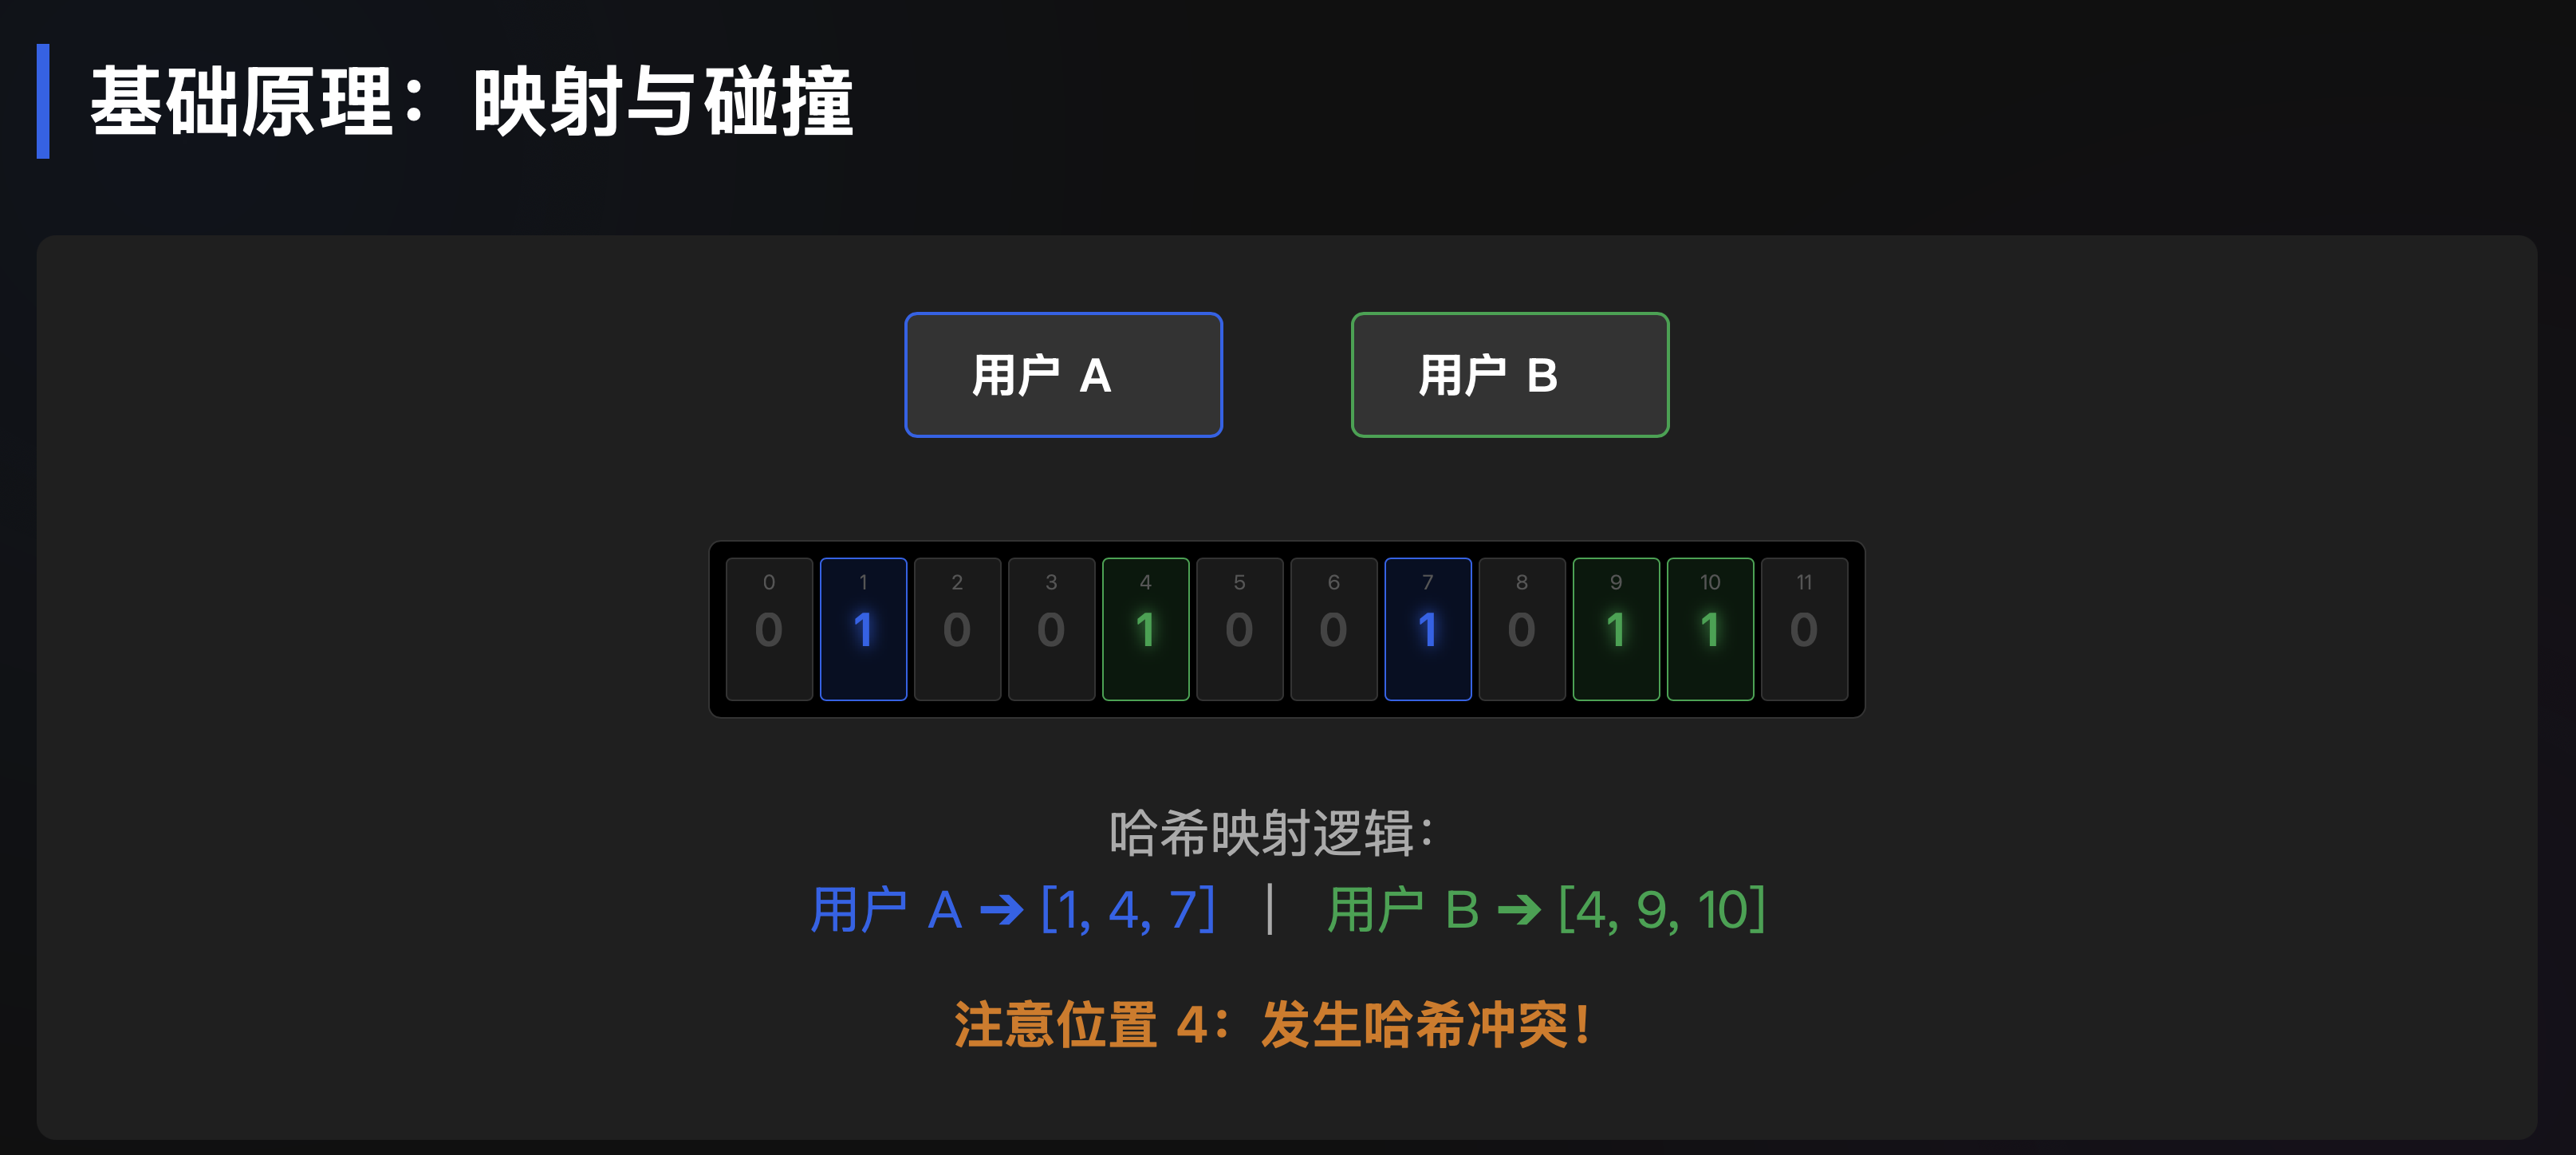 基础原理：映射与碰撞
用户 A 用户 B
0 1 2 3 4 5 6 7 8 9 10 11
0 1 0 0 1 0 0 1 0 1 1 0
哈希映射逻辑：
用户 A ➔ [1, 4, 7] | 用户 B ➔ [4, 9, 10]
注意位置 4：发生哈希冲突！